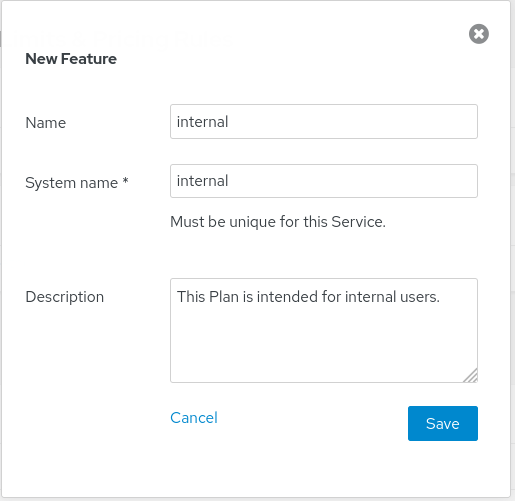 New Feature
Name
internal
System name *
internal
Must be unique for this Service.
Description
This Plan is intended for internal users.
Cancel
Save